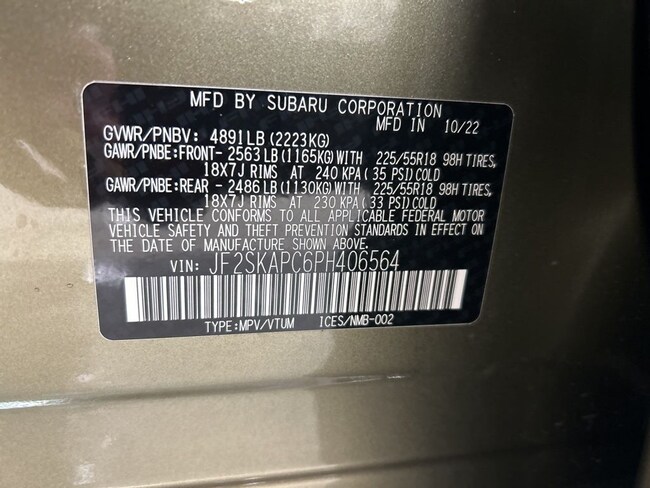 MFD BY SUBARU CORPORATION
MFD IN 10/22
GVWR/PNBV: 4891LB(2223KG)
GAWR/PNBE:FRONT- 2563LB(1165KG)WITH 225/55R18 98H TIRES,
18X7J RIMS AT 240 KPA(35 PSI)COLD
GAWR/PNBE:REAR - 2486LB(1130KG)WITH 225/55R18 98H TIRES,
18X7J RIMS AT 230 KPA(33 PSI)COLD
THIS VEHICLE CONFORMS TO ALL APPLICABLE FEDERAL MOTOR
VEHICLE SAFETY AND THEFT PREVENTION STANDARDS IN EFFECT ON
THE DATE OF MANUFACTURE SHOWN ABOVE.
VIN: JF2SKAPC6PH406564
TYPE:MPV/VTUM ICES/NMB-002